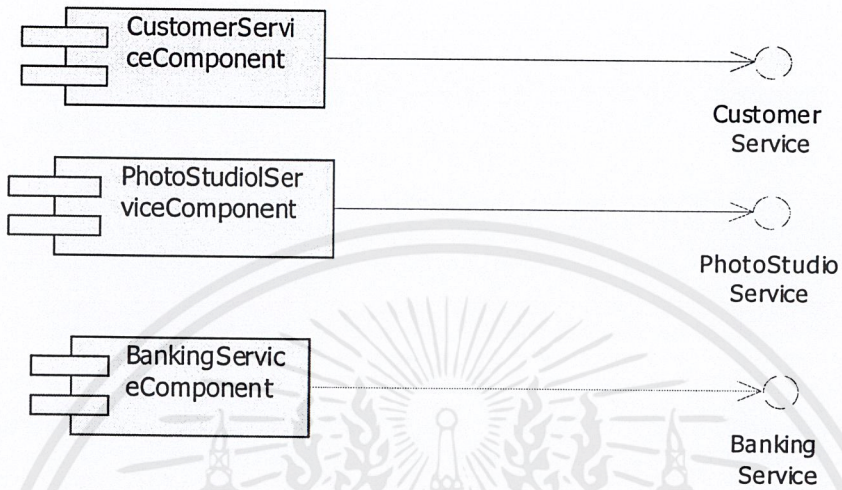 CustomerServi
ceComponent
Customer
Service
PhotoStudiolSer
viceComponent
PhotoStudio
Service
BankingServic
eComponent
Banking
Service